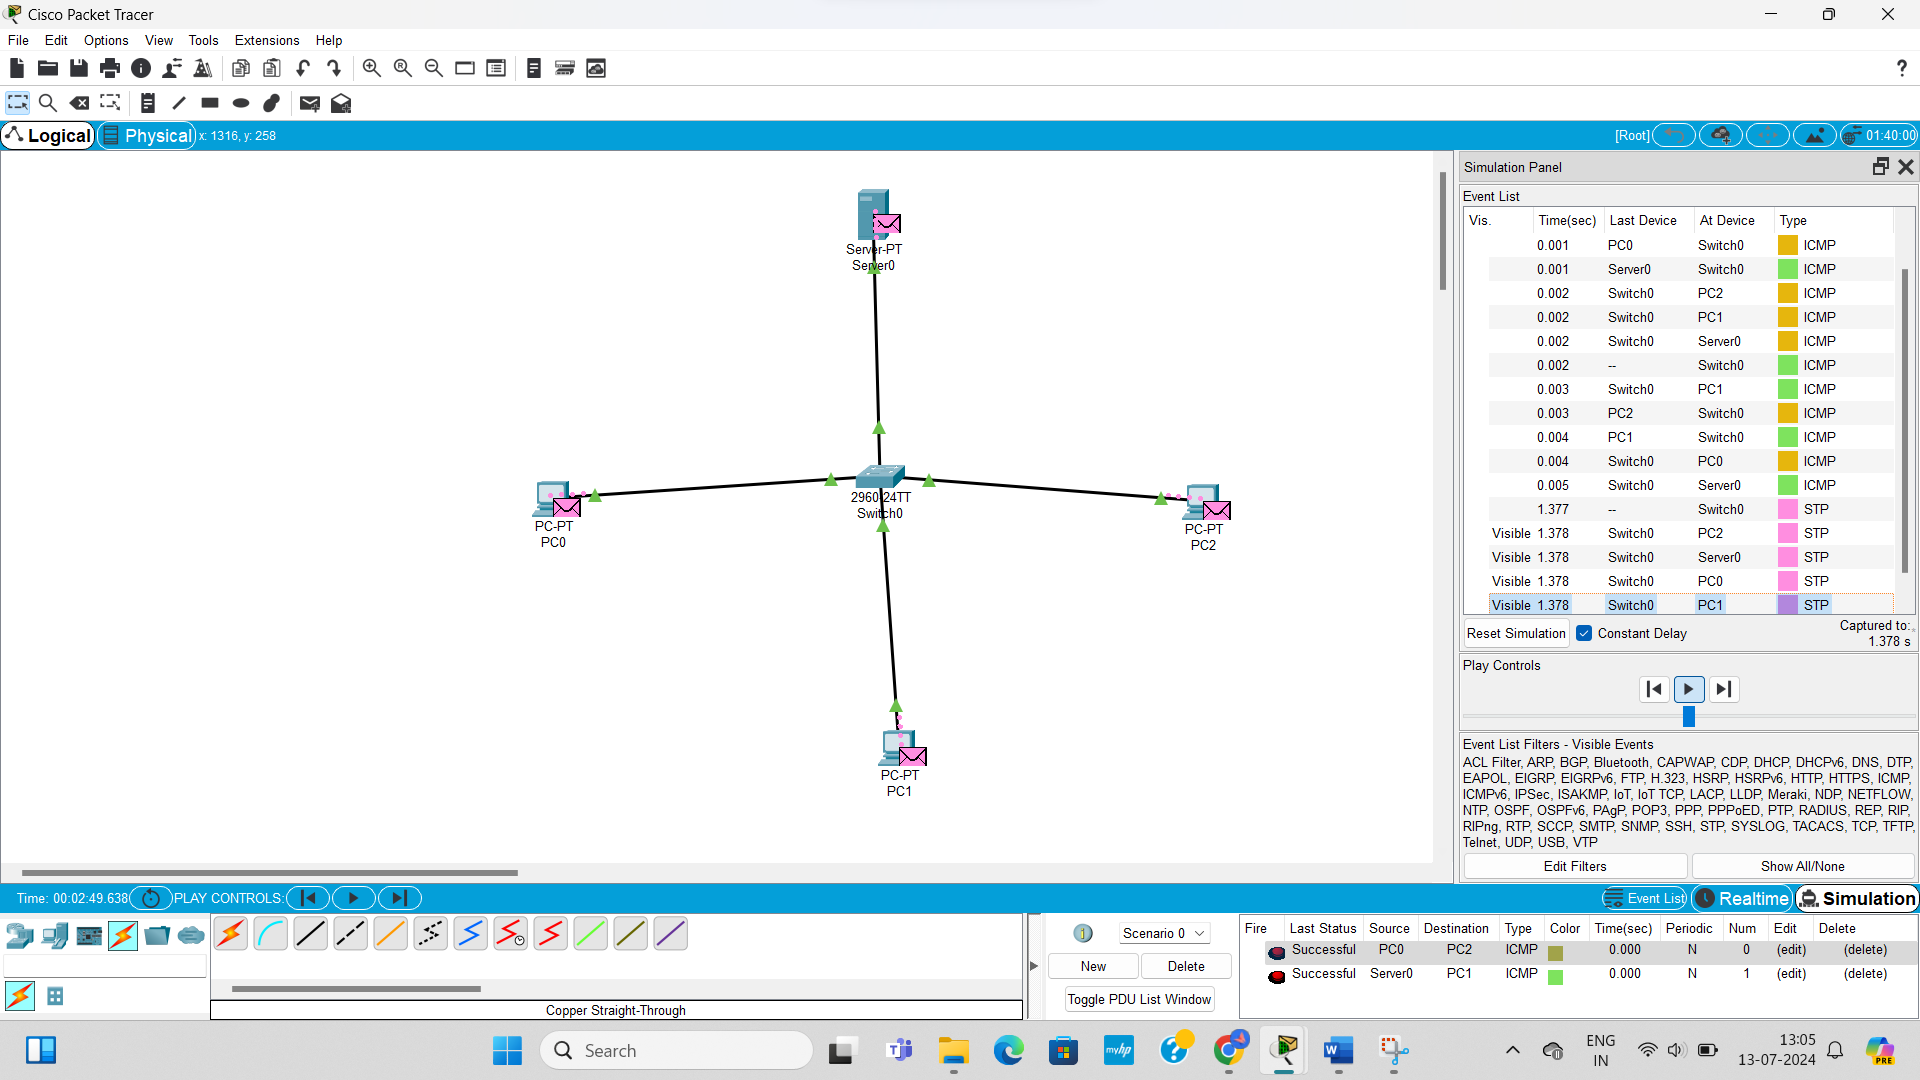 Cisco Packet Tracer
File Edit Options View Tools Extensions Help
Logical Physical x: 1316, y: 258 [Root] 01:40:00
Server-PT
Server0
2960-24TT
Switch0
PC-PT
PC0
PC-PT
PC2
PC-PT
PC1
Simulation Panel
Event List
Vis. Time(sec) Last Device At Device Type
0.001 PC0 Switch0 ICMP
0.001 Server0 Switch0 ICMP
0.002 Switch0 PC2 ICMP
0.002 Switch0 PC1 ICMP
0.002 Switch0 Server0 ICMP
0.002 -- Switch0 ICMP
0.003 Switch0 PC1 ICMP
0.003 PC2 Switch0 ICMP
0.004 PC1 Switch0 ICMP
0.004 Switch0 PC0 ICMP
0.005 Switch0 Server0 ICMP
1.377 -- Switch0 STP
Visible 1.378 Switch0 PC2 STP
Visible 1.378 Switch0 Server0 STP
Visible 1.378 Switch0 PC0 STP
Visible 1.378 Switch0 PC1 STP
Reset Simulation Constant Delay Captured to:
1.378 s
Play Controls
Event List Filters - Visible Events
ACL Filter, ARP, BGP, Bluetooth, CAPWAP, CDP, DHCP, DHCPv6, DNS, DTP,
EAPOL, EIGRP, EIGRPv6, FTP, H.323, HSRP, HSRPv6, HTTP, HTTPS, ICMP,
ICMPv6, IPSec, ISAKMP, IoT, IoT TCP, LACP, LLDP, Meraki, NDP, NETFLOW,
NTP, OSPF, OSPFv6, PAgP, POP3, PPP, PPPoED, PTP, RADIUS, REP, RIP,
RIPng, RTP, SCCP, SMTP, SNMP, SSH, STP, SYSLOG, TACACS, TCP, TFTP,
Telnet, UDP, USB, VTP
Edit Filters Show All/None
Time: 00:02:49.638 PLAY CONTROLS: Event List Realtime Simulation
Scenario 0
New Delete
Toggle PDU List Window
Fire Last Status Source Destination Type Color Time(sec) Periodic Num Edit Delete
Successful PC0 PC2 ICMP 0.000 N 0 (edit) (delete)
Successful Server0 PC1 ICMP 0.000 N 1 (edit) (delete)
Copper Straight-Through
Search
myhp
ENG
IN
13:05
13-07-2024
PRE